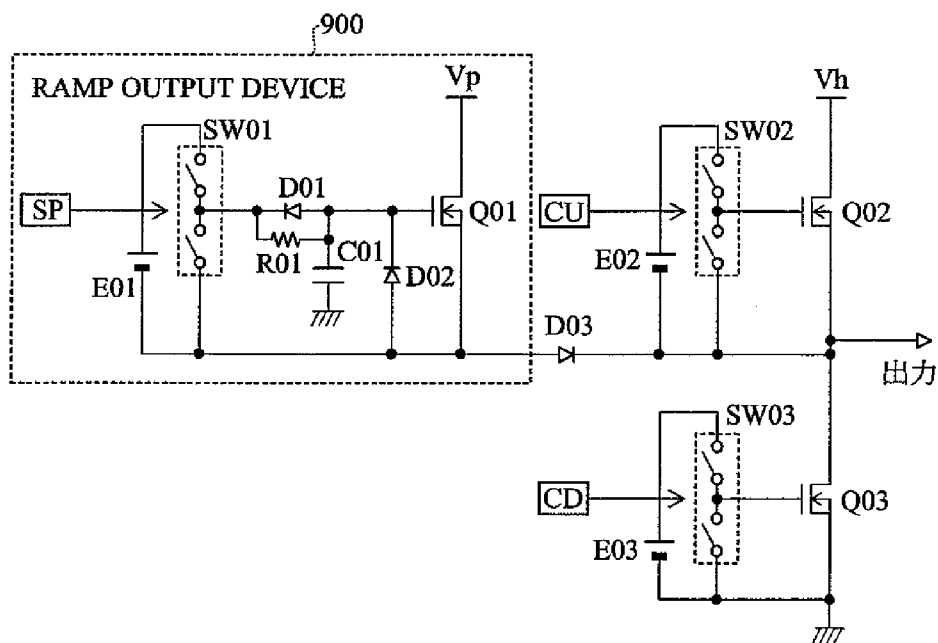 900
RAMP OUTPUT DEVICE
Vp
Vh
SW01
SW02
SP
D01
Q01
CU
Q02
R01
C01
D02
E01
E02
D03
出力
SW03
CD
Q03
E03